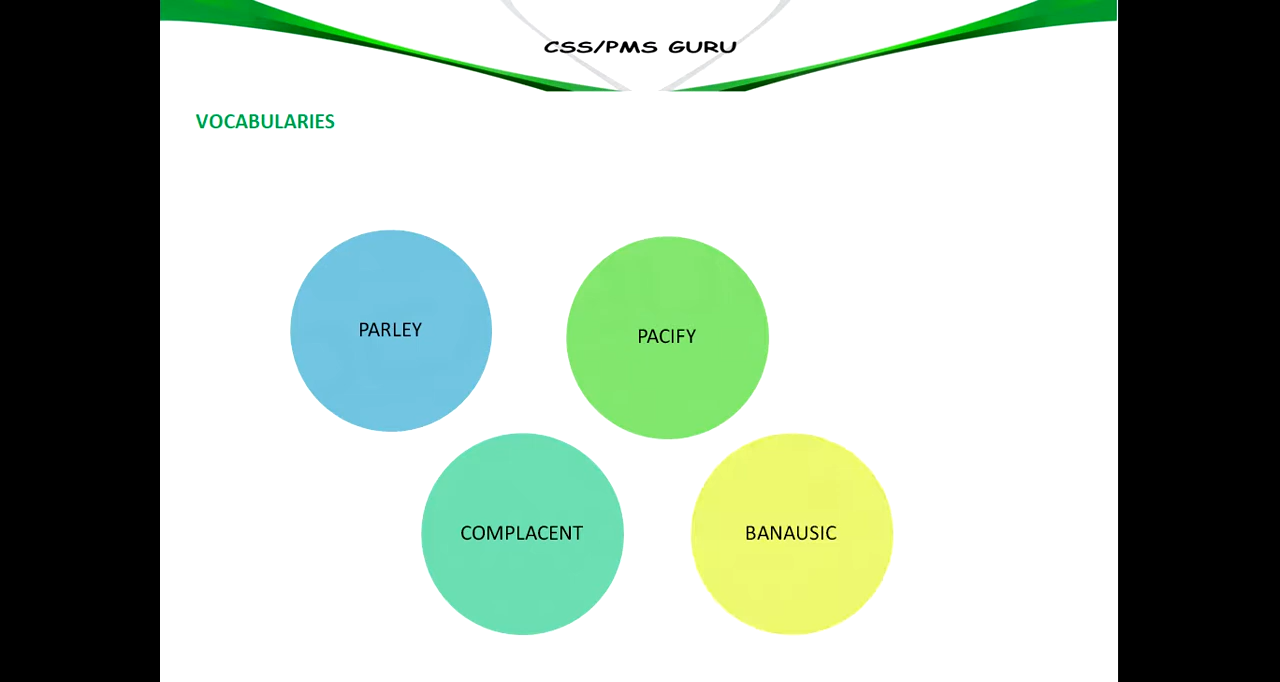 CSS/PMS GURU
VOCABULARIES
PARLEY
PACIFY
COMPLACENT
BANAUSIC